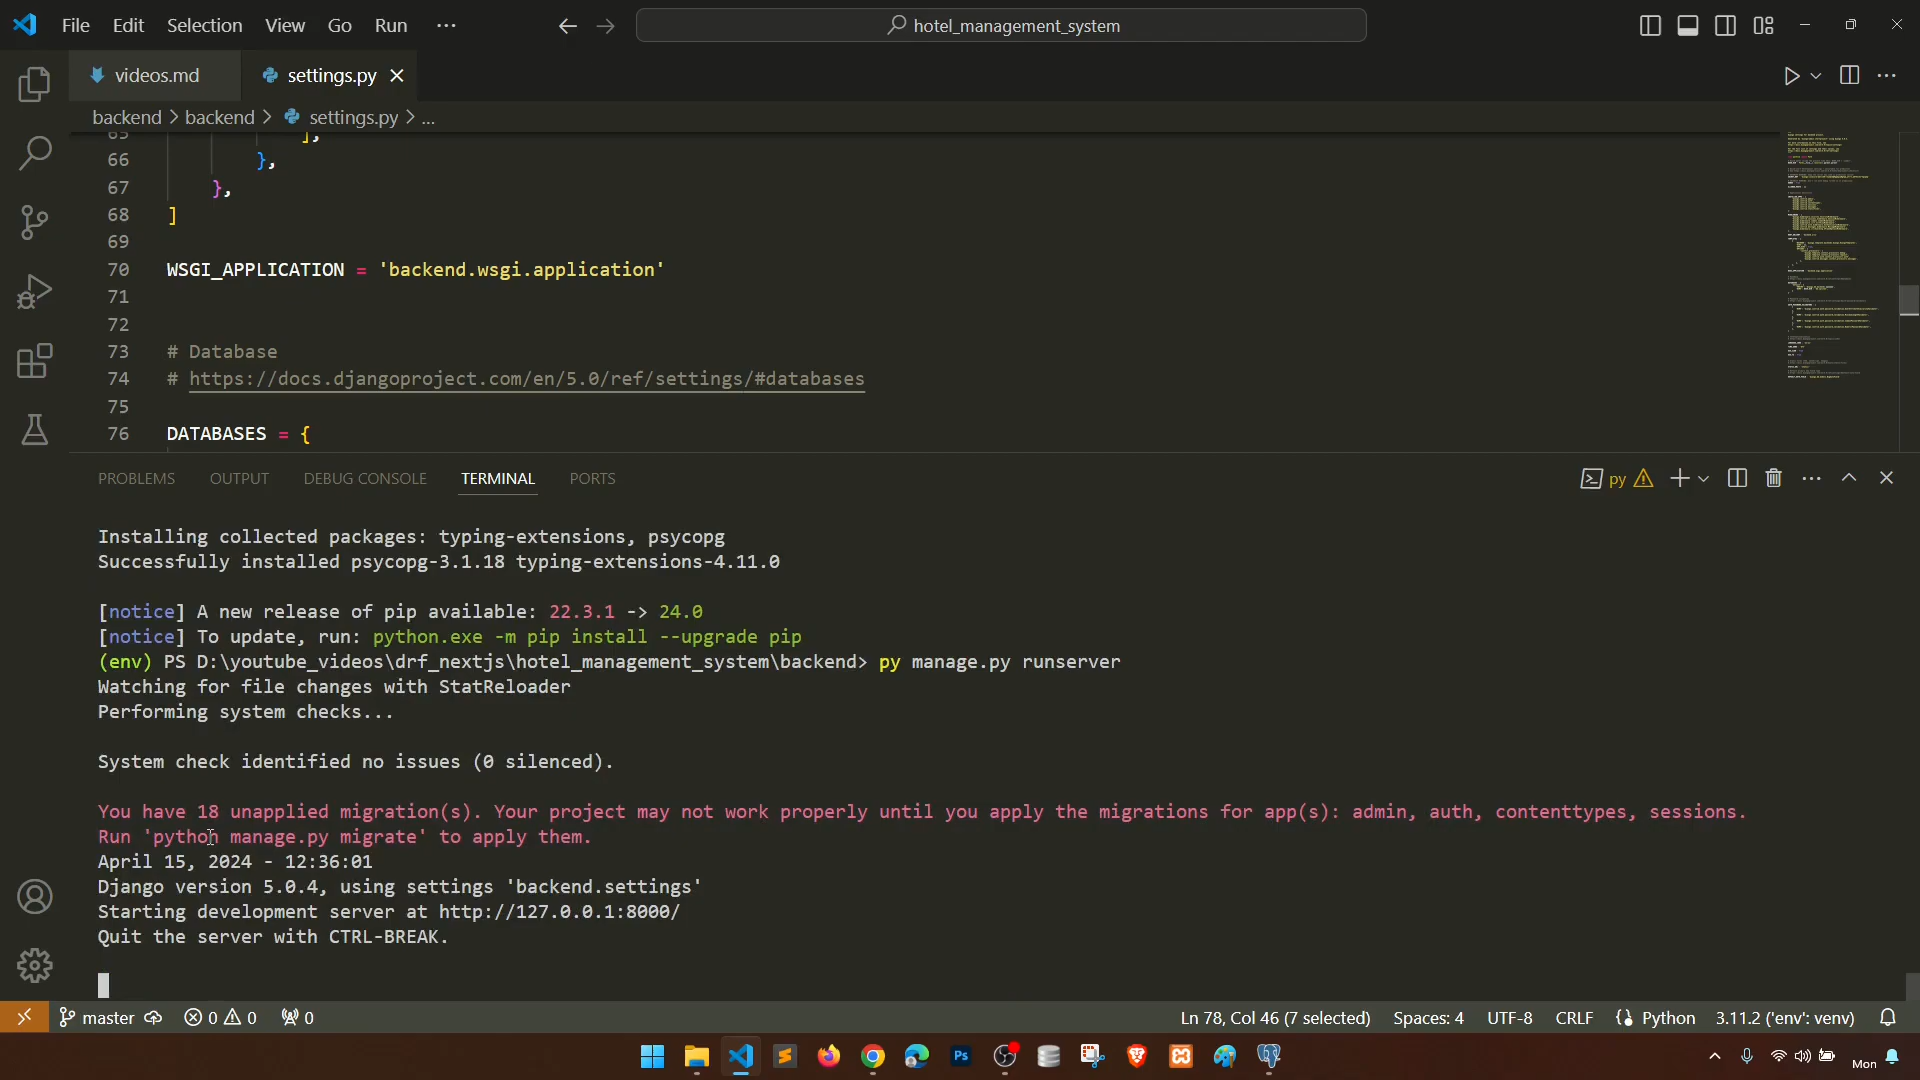 File Edit Selection View Go Run ...
hotel_management_system
videos.md
settings.py
backend > backend > settings.py > ...
65 ],
66 },
67 },
68 ]
69
70 WSGI_APPLICATION = 'backend.wsgi.application'
71
72
73 # Database
74 # https://docs.djangoproject.com/en/5.0/ref/settings/#databases
75
76 DATABASES = {
PROBLEMS OUTPUT DEBUG CONSOLE TERMINAL PORTS
py
Installing collected packages: typing-extensions, psycopg
Successfully installed psycopg-3.1.18 typing-extensions-4.11.0
[notice] A new release of pip available: 22.3.1 -> 24.0
[notice] To update, run: python.exe -m pip install --upgrade pip
(env) PS D:\youtube_videos\drf_nextjs\hotel_management_system\backend> py manage.py runserver
Watching for file changes with StatReloader
Performing system checks...
System check identified no issues (0 silenced).
You have 18 unapplied migration(s). Your project may not work properly until you apply the migrations for app(s): admin, auth, contenttypes, sessions.
Run 'python manage.py migrate' to apply them.
April 15, 2024 - 12:36:01
Django version 5.0.4, using settings 'backend.settings'
Starting development server at http://127.0.0.1:8000/
Quit the server with CTRL-BREAK.
master 0 0 0 Ln 78, Col 46 (7 selected) Spaces: 4 UTF-8 CRLF Python 3.11.2 ('env': venv)
Ps
Mon